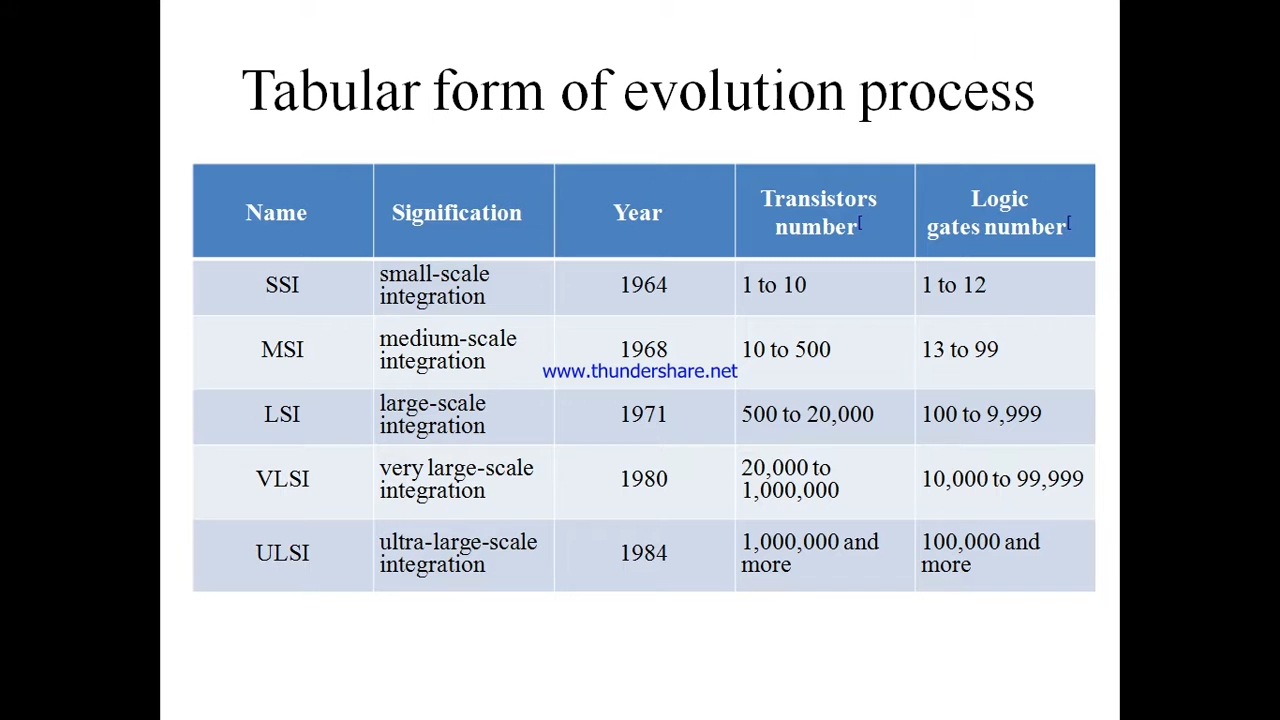 Tabular form of evolution process
Name Signification Year Transistors number[ Logic gates number[
SSI small-scale integration 1964 1 to 10 1 to 12
MSI medium-scale integration 1968 10 to 500 13 to 99
www.thundershare.net
LSI large-scale integration 1971 500 to 20,000 100 to 9,999
VLSI very large-scale integration 1980 20,000 to 1,000,000 10,000 to 99,999
ULSI ultra-large-scale integration 1984 1,000,000 and more 100,000 and more